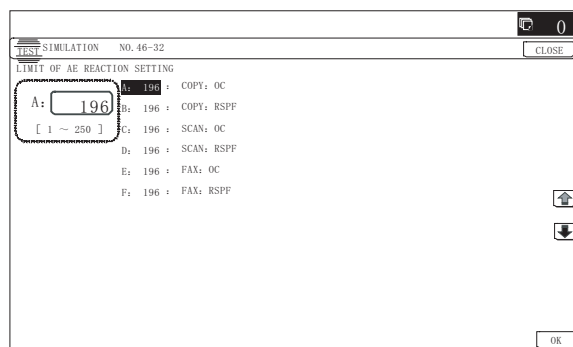 0
TEST SIMULATION NO.46-32 CLOSE
LIMIT OF AE REACTION SETTING
A: 196
[ 1 ~ 250 ]
A: 196 : COPY: OC
B: 196 : COPY: RSPF
C: 196 : SCAN: OC
D: 196 : SCAN: RSPF
E: 196 : FAX: OC
F: 196 : FAX: RSPF
OK